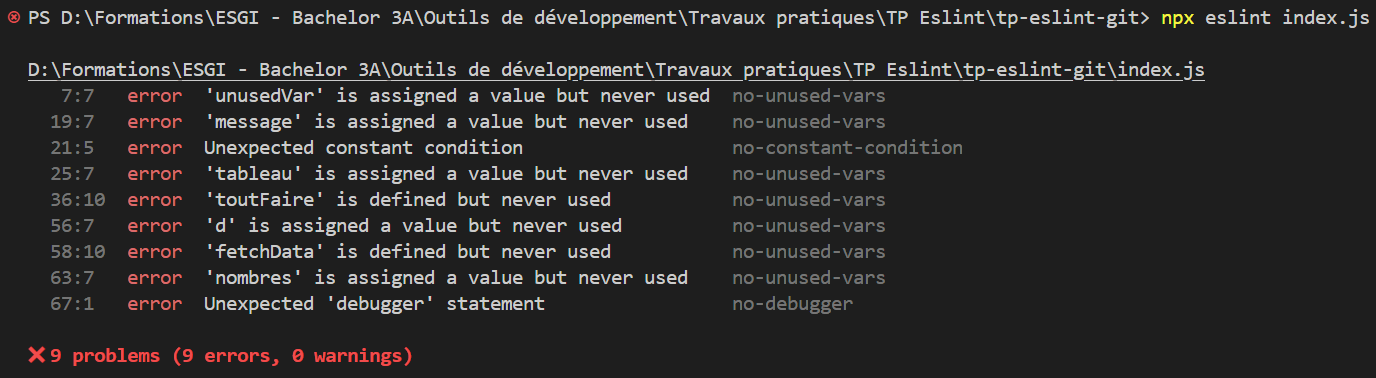 PS D:\Formations\ESGI - Bachelor 3A\Outils de développement\Travaux pratiques\TP Eslint\tp-eslint-git> npx eslint index.js
D:\Formations\ESGI - Bachelor 3A\Outils de développement\Travaux pratiques\TP Eslint\tp-eslint-git\index.js
7:7 error 'unusedVar' is assigned a value but never used no-unused-vars
19:7 error 'message' is assigned a value but never used no-unused-vars
21:5 error Unexpected constant condition no-constant-condition
25:7 error 'tableau' is assigned a value but never used no-unused-vars
36:10 error 'toutFaire' is defined but never used no-unused-vars
56:7 error 'd' is assigned a value but never used no-unused-vars
58:10 error 'fetchData' is defined but never used no-unused-vars
63:7 error 'nombres' is assigned a value but never used no-unused-vars
67:1 error Unexpected 'debugger' statement no-debugger
❌ 9 problems (9 errors, 0 warnings)